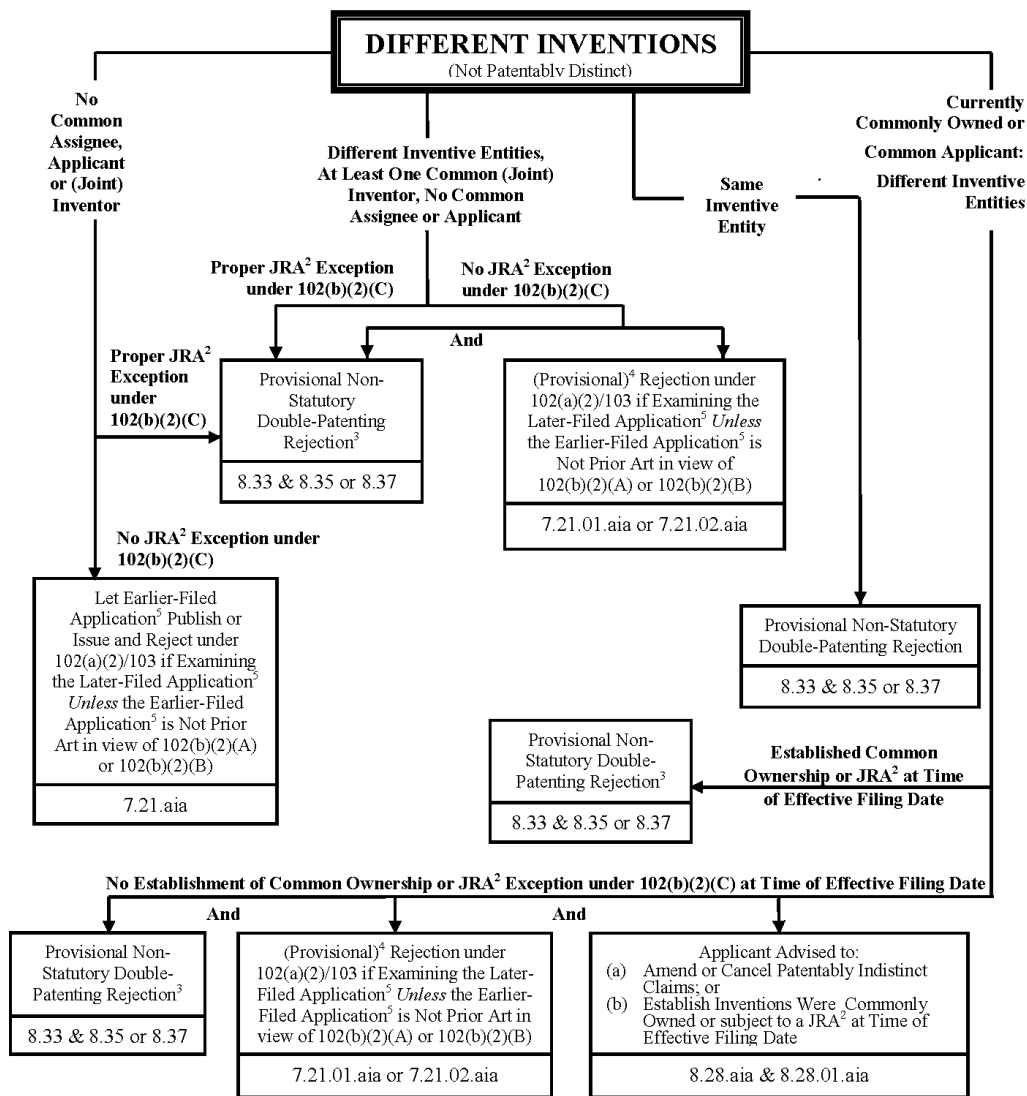 DIFFERENT INVENTIONS
(Not Patentably Distinct)
No
Common
Assignee,
Applicant
or (Joint)
Inventor
Different Inventive Entities,
At Least One Common (Joint)
Inventor, No Common
Assignee or Applicant
Same
Inventive
Entity
Currently
Commonly Owned or
Common Applicant:
Different Inventive
Entities
Proper JRA² Exception
under 102(b)(2)(C)
No JRA² Exception
under 102(b)(2)(C)
And
Proper JRA²
Exception
under
102(b)(2)(C)
Provisional Non-
Statutory
Double-Patenting
Rejection³
8.33 & 8.35 or 8.37
(Provisional)⁴ Rejection under
102(a)(2)/103 if Examining the
Later-Filed Application⁵ Unless
the Earlier-Filed Application⁵ is
Not Prior Art in view of
102(b)(2)(A) or 102(b)(2)(B)
7.21.01.aia or 7.21.02.aia
No JRA² Exception under
102(b)(2)(C)
Let Earlier-Filed
Application⁵ Publish or
Issue and Reject under
102(a)(2)/103 if Examining
the Later-Filed Application⁵
Unless the Earlier-Filed
Application⁵ is Not Prior
Art in view of 102(b)(2)(A)
or 102(b)(2)(B)
7.21.aia
Provisional Non-Statutory
Double-Patenting Rejection
8.33 & 8.35 or 8.37
Provisional Non-
Statutory Double-
Patenting Rejection³
8.33 & 8.35 or 8.37
Established Common
Ownership or JRA² at Time
of Effective Filing Date
No Establishment of Common Ownership or JRA² Exception under 102(b)(2)(C) at Time of Effective Filing Date
And
And
Provisional Non-
Statutory Double-
Patenting Rejection³
8.33 & 8.35 or 8.37
(Provisional)⁴ Rejection under
102(a)(2)/103 if Examining the Later-
Filed Application⁵ Unless the Earlier-
Filed Application⁵ is Not Prior Art in
view of 102(b)(2)(A) or 102(b)(2)(B)
7.21.01.aia or 7.21.02.aia
Applicant Advised to:
(a) Amend or Cancel Patentably Indistinct
Claims; or
(b) Establish Inventions Were Commonly
Owned or subject to a JRA² at Time of
Effective Filing Date
8.28.aia & 8.28.01.aia